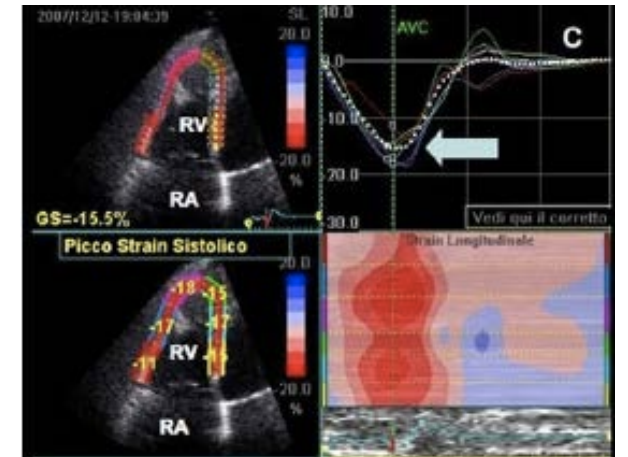 2007/12/12-19:04:39
SL
20.0
RV
RA
-20.0
%
GS=-15.5%
10.0
AVC
C
0.0
-10.0
-20.0
-30.0
Vedi qui il corretto
Picco Strain Sistolico
20.0
-18
-15
-17
-17
-11
-15
RV
RA
-20.0
%
Strain Longitudinale